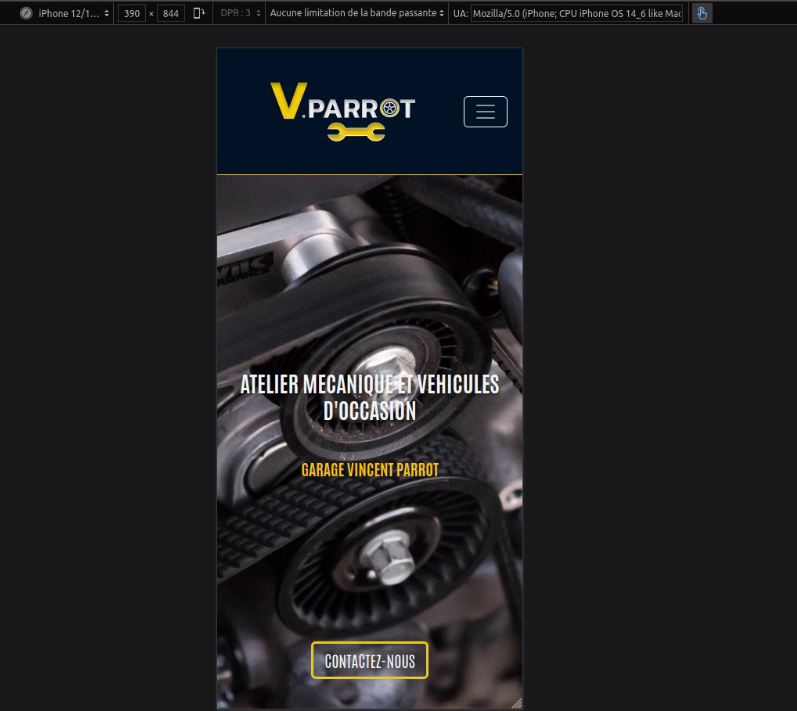 iPhone 12/1…
390 × 844
DPR : 3
Aucune limitation de la bande passante
UA: Mozilla/5.0 (iPhone; CPU iPhone OS 14_6 like Mac
V.PARROT
ATELIER MECANIQUE ET VEHICULES
D'OCCASION
GARAGE VINCENT PARROT
CONTACTEZ-NOUS